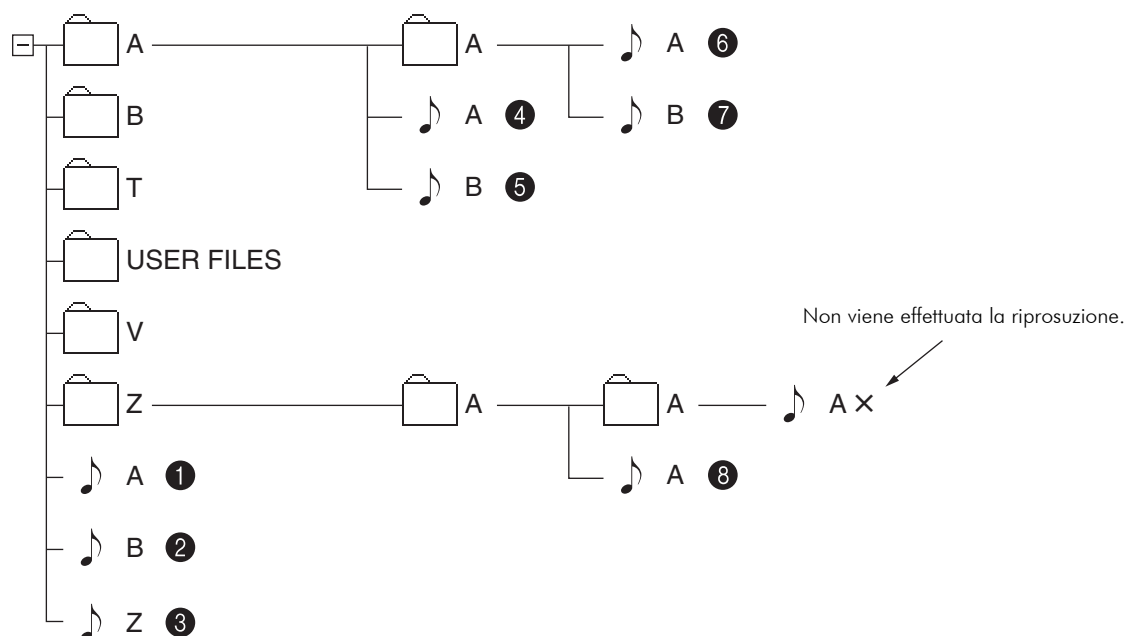 A A A 6
B A 4 B 7
T B 5
USER FILES
V Non viene effettuata la riprosuzione.
Z A A A ×
A 1 A 8
B 2
Z 3